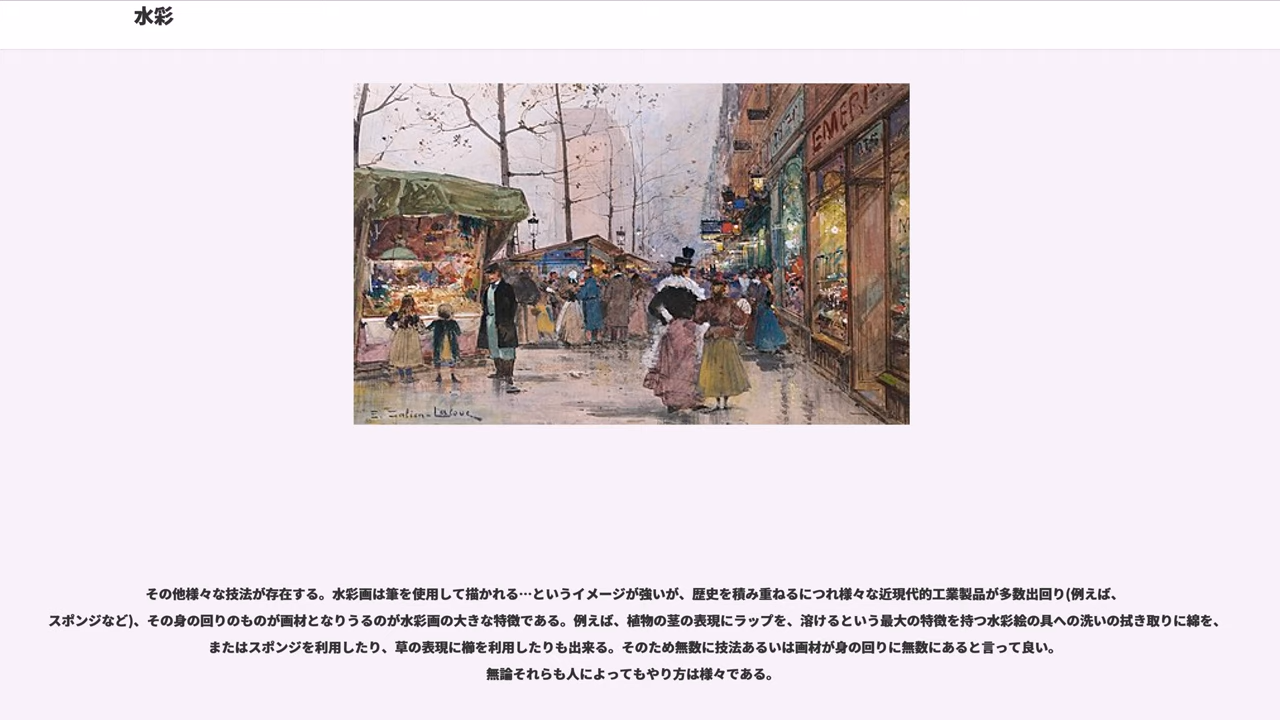 水彩
EMERI
E. Galien-Laloue
その他様々な技法が存在する。水彩画は筆を使用して描かれる…というイメージが強いが、歴史を積み重ねるにつれ様々な近現代的工業製品が多数出回り(例えば、
スポンジなど)、その身の回りのものが画材となりうるのが水彩画の大きな特徴である。例えば、植物の茎の表現にラップを、溶けるという最大の特徴を持つ水彩絵の具への洗いの拭き取りに綿を、
またはスポンジを利用したり、草の表現に櫛を利用したりも出来る。そのため無数に技法あるいは画材が身の回りに無数にあると言って良い。
無論それらも人によってもやり方は様々である。